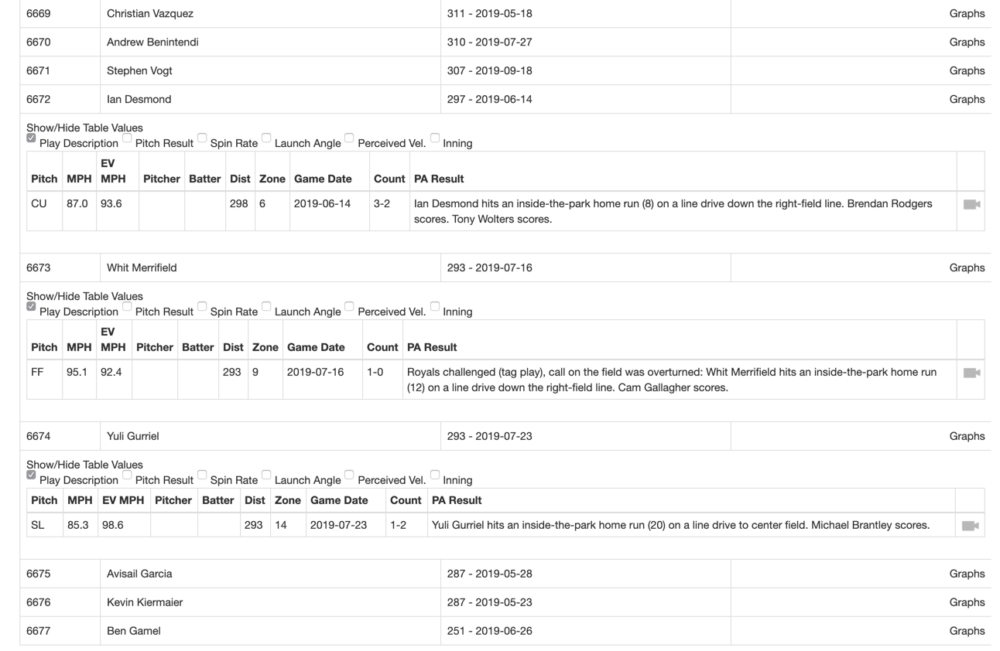 6669 Christian Vazquez 311 - 2019-05-18 Graphs
6670 Andrew Benintendi 310 - 2019-07-27 Graphs
6671 Stephen Vogt 307 - 2019-09-18 Graphs
6672 Ian Desmond 297 - 2019-06-14 Graphs
Show/Hide Table Values
Play Description Pitch Result Spin Rate Launch Angle Perceived Vel. Inning
Pitch MPH EV MPH Pitcher Batter Dist Zone Game Date Count PA Result
CU 87.0 93.6 298 6 2019-06-14 3-2 Ian Desmond hits an inside-the-park home run (8) on a line drive down the right-field line. Brendan Rodgers
scores. Tony Wolters scores.
6673 Whit Merrifield 293 - 2019-07-16 Graphs
Show/Hide Table Values
Play Description Pitch Result Spin Rate Launch Angle Perceived Vel. Inning
Pitch MPH EV MPH Pitcher Batter Dist Zone Game Date Count PA Result
FF 95.1 92.4 293 9 2019-07-16 1-0 Royals challenged (tag play), call on the field was overturned: Whit Merrifield hits an inside-the-park home run
(12) on a line drive down the right-field line. Cam Gallagher scores.
6674 Yuli Gurriel 293 - 2019-07-23 Graphs
Show/Hide Table Values
Play Description Pitch Result Spin Rate Launch Angle Perceived Vel. Inning
Pitch MPH EV MPH Pitcher Batter Dist Zone Game Date Count PA Result
SL 85.3 98.6 293 14 2019-07-23 1-2 Yuli Gurriel hits an inside-the-park home run (20) on a line drive to center field. Michael Brantley scores.
6675 Avisail Garcia 287 - 2019-05-28 Graphs
6676 Kevin Kiermaier 287 - 2019-05-23 Graphs
6677 Ben Gamel 251 - 2019-06-26 Graphs